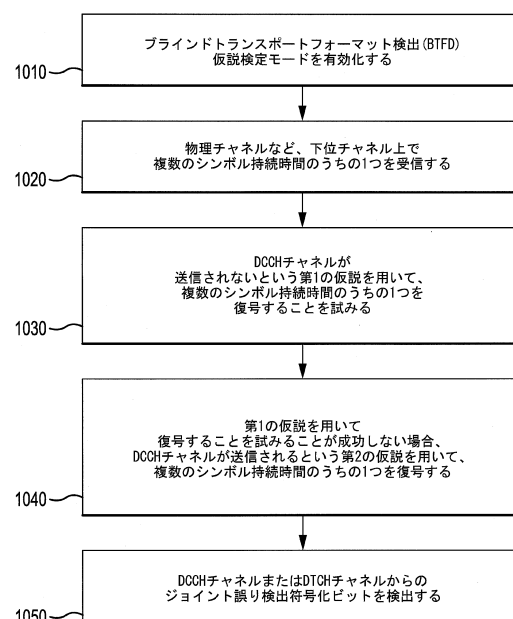 ブラインドトランスポートフォーマット検出(BTFD)
仮説検定モードを有効化する
1010
物理チャネルなど、下位チャネル上で
複数のシンボル持続時間のうちの1つを受信する
1020
DCCHチャネルが
送信されないという第1の仮説を用いて、
複数のシンボル持続時間のうちの1つを
復号することを試みる
1030
第1の仮説を用いて
復号することを試みることが成功しない場合、
DCCHチャネルが送信されるという第2の仮説を用いて、
複数のシンボル持続時間のうちの1つを復号する
1040
DCCHチャネルまたはDTCHチャネルからの
ジョイント誤り検出符号化ビットを検出する
1050